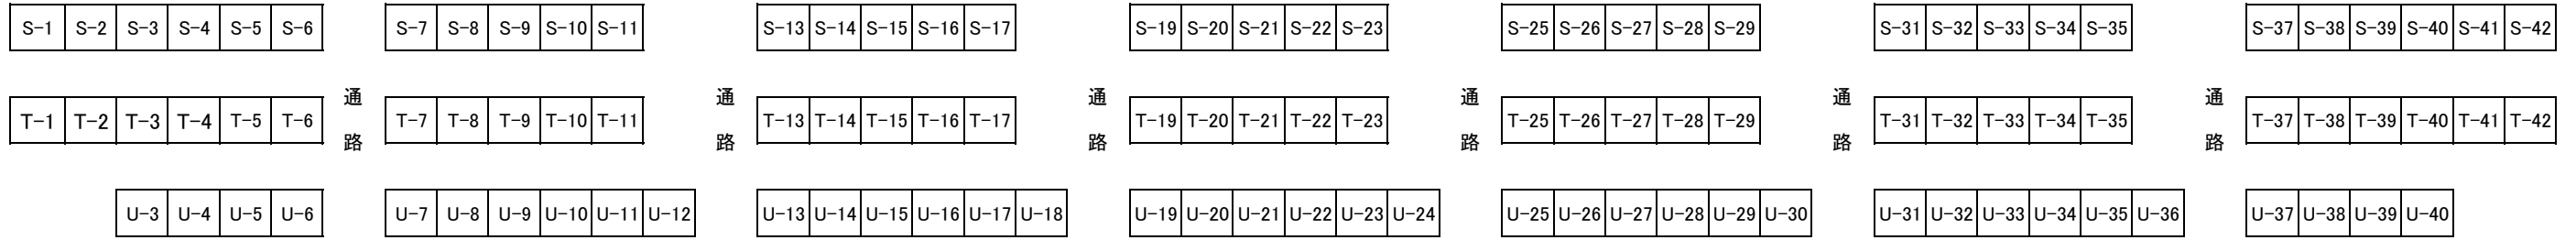 S-1 S-2 S-3 S-4 S-5 S-6 S-7 S-8 S-9 S-10 S-11 S-13 S-14 S-15 S-16 S-17 S-19 S-20 S-21 S-22 S-23 S-25 S-26 S-27 S-28 S-29 S-31 S-32 S-33 S-34 S-35 S-37 S-38 S-39 S-40 S-41 S-42
通 通 通 通 通 通
T-1 T-2 T-3 T-4 T-5 T-6 T-7 T-8 T-9 T-10 T-11 T-13 T-14 T-15 T-16 T-17 T-19 T-20 T-21 T-22 T-23 T-25 T-26 T-27 T-28 T-29 T-31 T-32 T-33 T-34 T-35 T-37 T-38 T-39 T-40 T-41 T-42
路 路 路 路 路 路
U-3 U-4 U-5 U-6 U-7 U-8 U-9 U-10 U-11 U-12 U-13 U-14 U-15 U-16 U-17 U-18 U-19 U-20 U-21 U-22 U-23 U-24 U-25 U-26 U-27 U-28 U-29 U-30 U-31 U-32 U-33 U-34 U-35 U-36 U-37 U-38 U-39 U-40